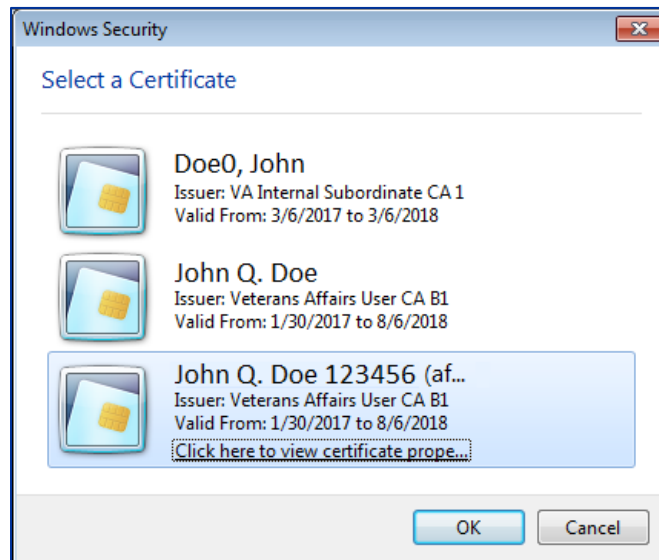 Windows Security
Select a Certificate
Doe0, John
Issuer: VA Internal Subordinate CA 1
Valid From: 3/6/2017 to 3/6/2018
John Q. Doe
Issuer: Veterans Affairs User CA B1
Valid From: 1/30/2017 to 8/6/2018
John Q. Doe 123456 (af...
Issuer: Veterans Affairs User CA B1
Valid From: 1/30/2017 to 8/6/2018
Click here to view certificate prope...
OK Cancel